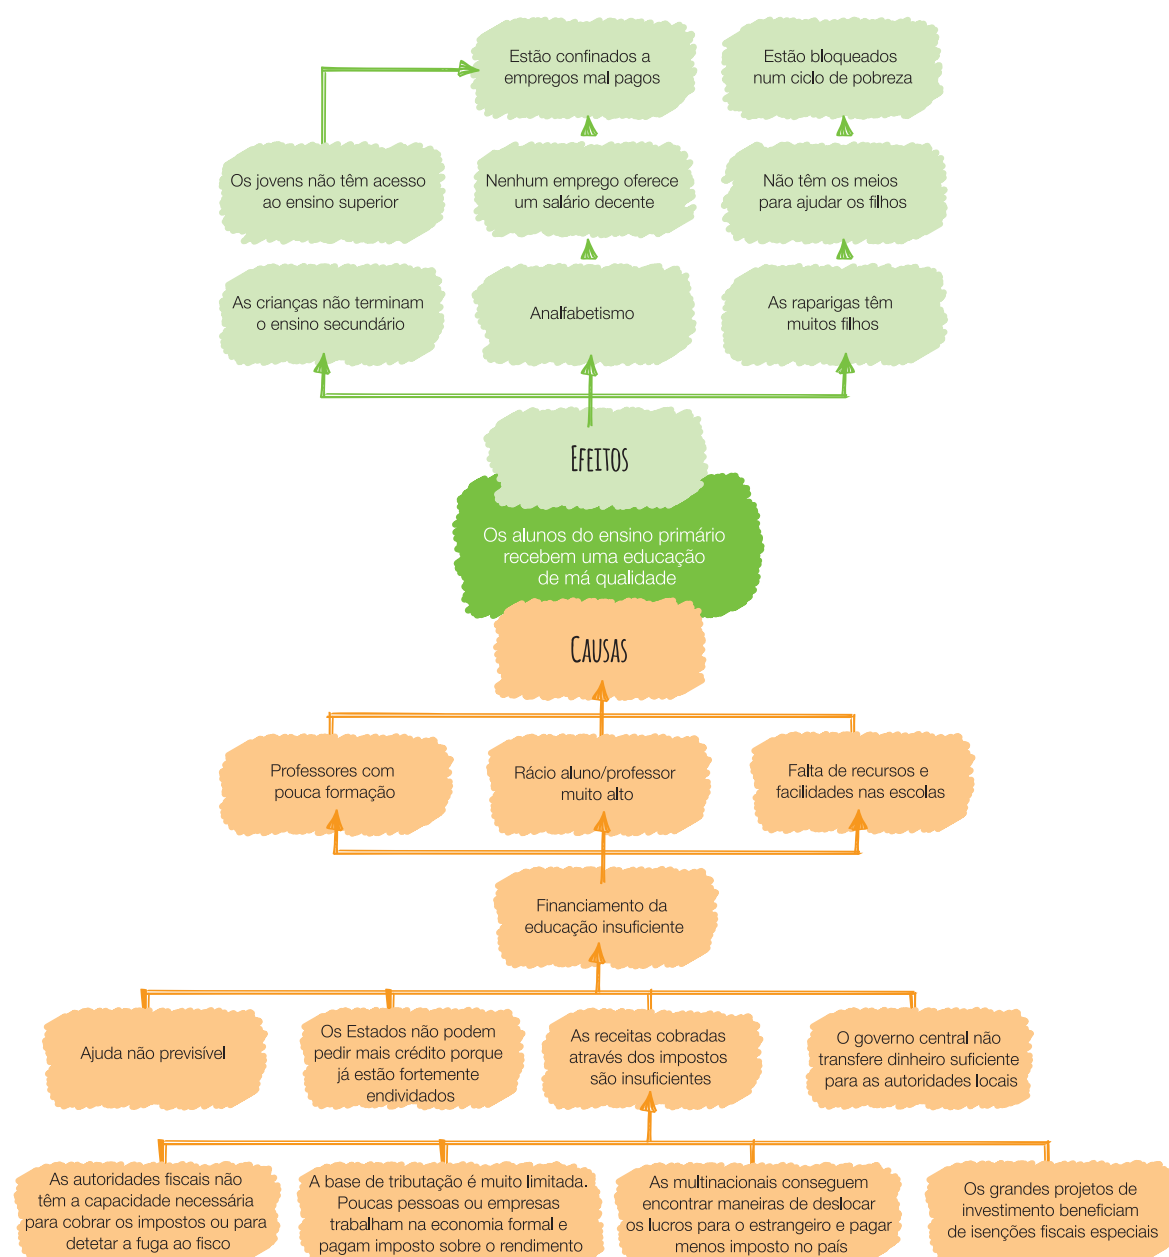 Estão confinados a
empregos mal pagos
Estão bloqueados
num ciclo de pobreza
Os jovens não têm acesso
ao ensino superior
Nenhum emprego oferece
um salário decente
Não têm os meios
para ajudar os filhos
As crianças não terminam
o ensino secundário
Analfabetismo
As raparigas têm
muitos filhos
EFEITOS
Os alunos do ensino primário
recebem uma educação
de má qualidade
CAUSAS
Professores com
pouca formação
Rácio aluno/professor
muito alto
Falta de recursos e
facilidades nas escolas
Financiamento da
educação insuficiente
Ajuda não previsível
Os Estados não podem
pedir mais crédito porque
já estão fortemente
endividados
As receitas cobradas
através dos impostos
são insuficientes
O governo central não
transfere dinheiro suficiente
para as autoridades locais
As autoridades fiscais não
têm a capacidade necessária
para cobrar os impostos ou para
detetar a fuga ao fisco
A base de tributação é muito limitada.
Poucas pessoas ou empresas
trabalham na economia formal e
pagam imposto sobre o rendimento
As multinacionais conseguem
encontrar maneiras de deslocar
os lucros para o estrangeiro e pagar
menos imposto no país
Os grandes projetos de
investimento beneficiam
de isenções fiscais especiais